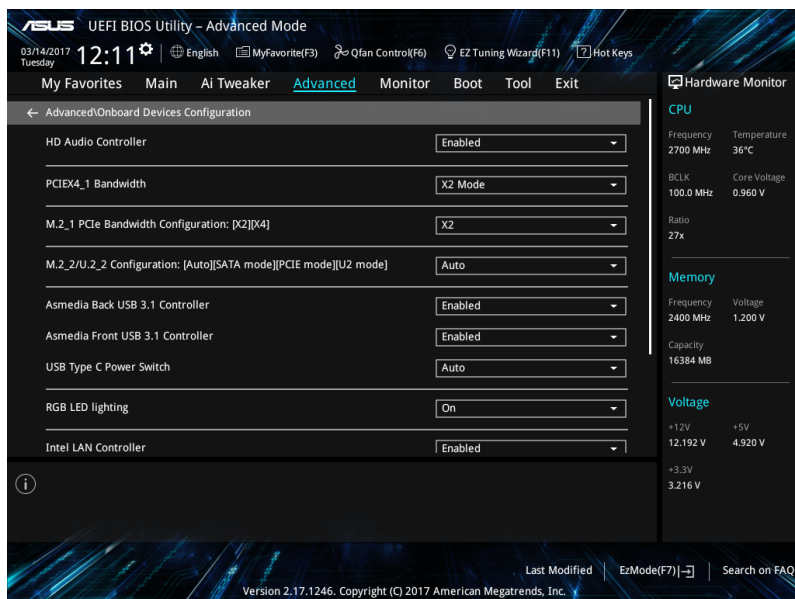 ASUS UEFI BIOS Utility – Advanced Mode
03/14/2017 Tuesday 12:11 English MyFavorite(F3) Qfan Control(F6) EZ Tuning Wizard(F11) ? Hot Keys
My Favorites Main Ai Tweaker Advanced Monitor Boot Tool Exit
Advanced\Onboard Devices Configuration
HD Audio Controller Enabled
PCIEX4_1 Bandwidth X2 Mode
M.2_1 PCIe Bandwidth Configuration: [X2][X4] X2
M.2_2/U.2_2 Configuration: [Auto][SATA mode][PCIE mode][U2 mode] Auto
Asmedia Back USB 3.1 Controller Enabled
Asmedia Front USB 3.1 Controller Enabled
USB Type C Power Switch Auto
RGB LED lighting On
Intel LAN Controller Enabled
Hardware Monitor
CPU
Frequency Temperature
2700 MHz 36°C
BCLK Core Voltage
100.0 MHz 0.960 V
Ratio
27x
Memory
Frequency Voltage
2400 MHz 1.200 V
Capacity
16384 MB
Voltage
+12V +5V
12.192 V 4.920 V
+3.3V
3.216 V
Last Modified EzMode(F7) Search on FAQ
Version 2.17.1246. Copyright (C) 2017 American Megatrends, Inc.